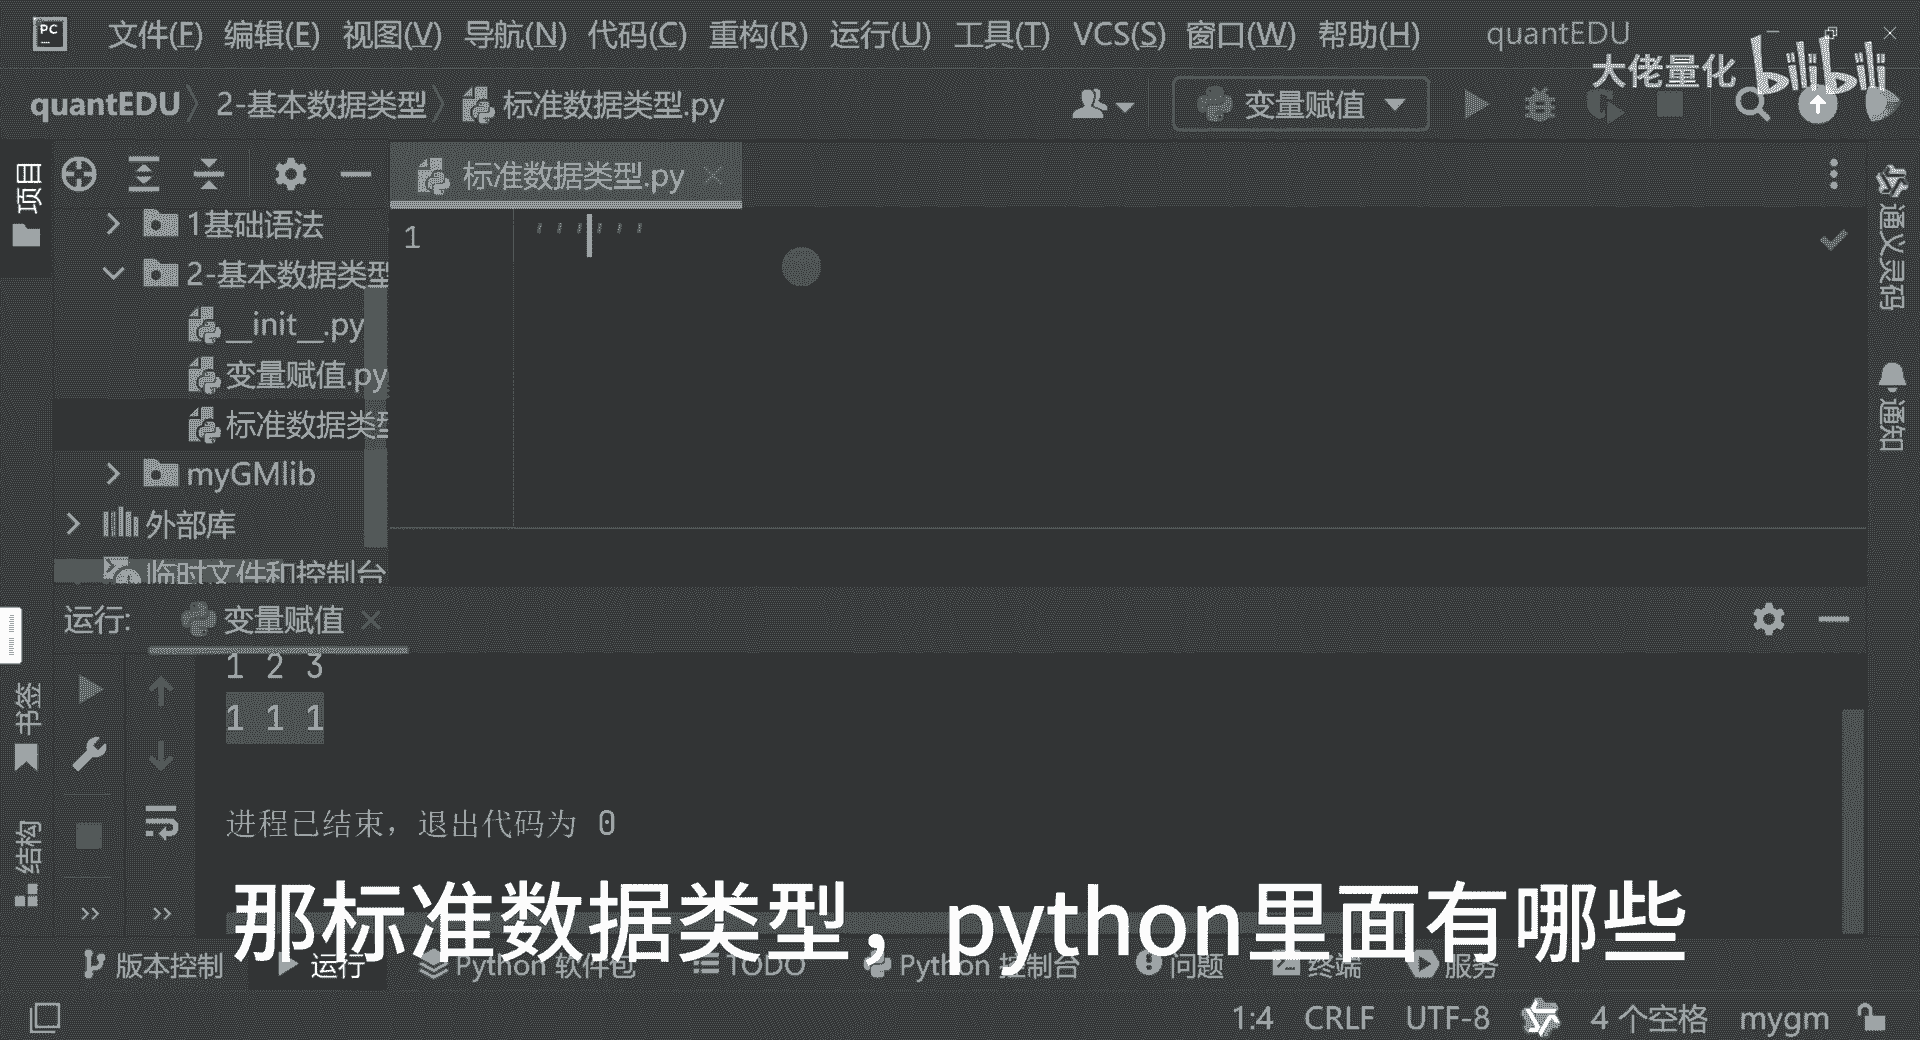 PC 文件(F) 编辑(E) 视图(V) 导航(N) 代码(C) 重构(R) 运行(U) 工具(T) VCS(S) 窗口(W) 帮助(H) quantEDU
大佬量化 bilibili
quantEDU 2-基本数据类型 标准数据类型.py 变量赋值
项目
标准数据类型.py
1基础语法
2-基本数据类型
__init__.py
变量赋值.py
标准数据类型
myGMlib
外部库
临时文件和控制台
1 ''''''
通义灵码
通知
运行: 变量赋值
1 2 3
1 1 1
进程已结束，退出代码为 0
书签
结构
那标准数据类型，python里面有哪些
版本控制 运行 Python 软件包 TODO Python 控制台 问题 终端 服务
1:4 CRLF UTF-8 4 个空格 mygm